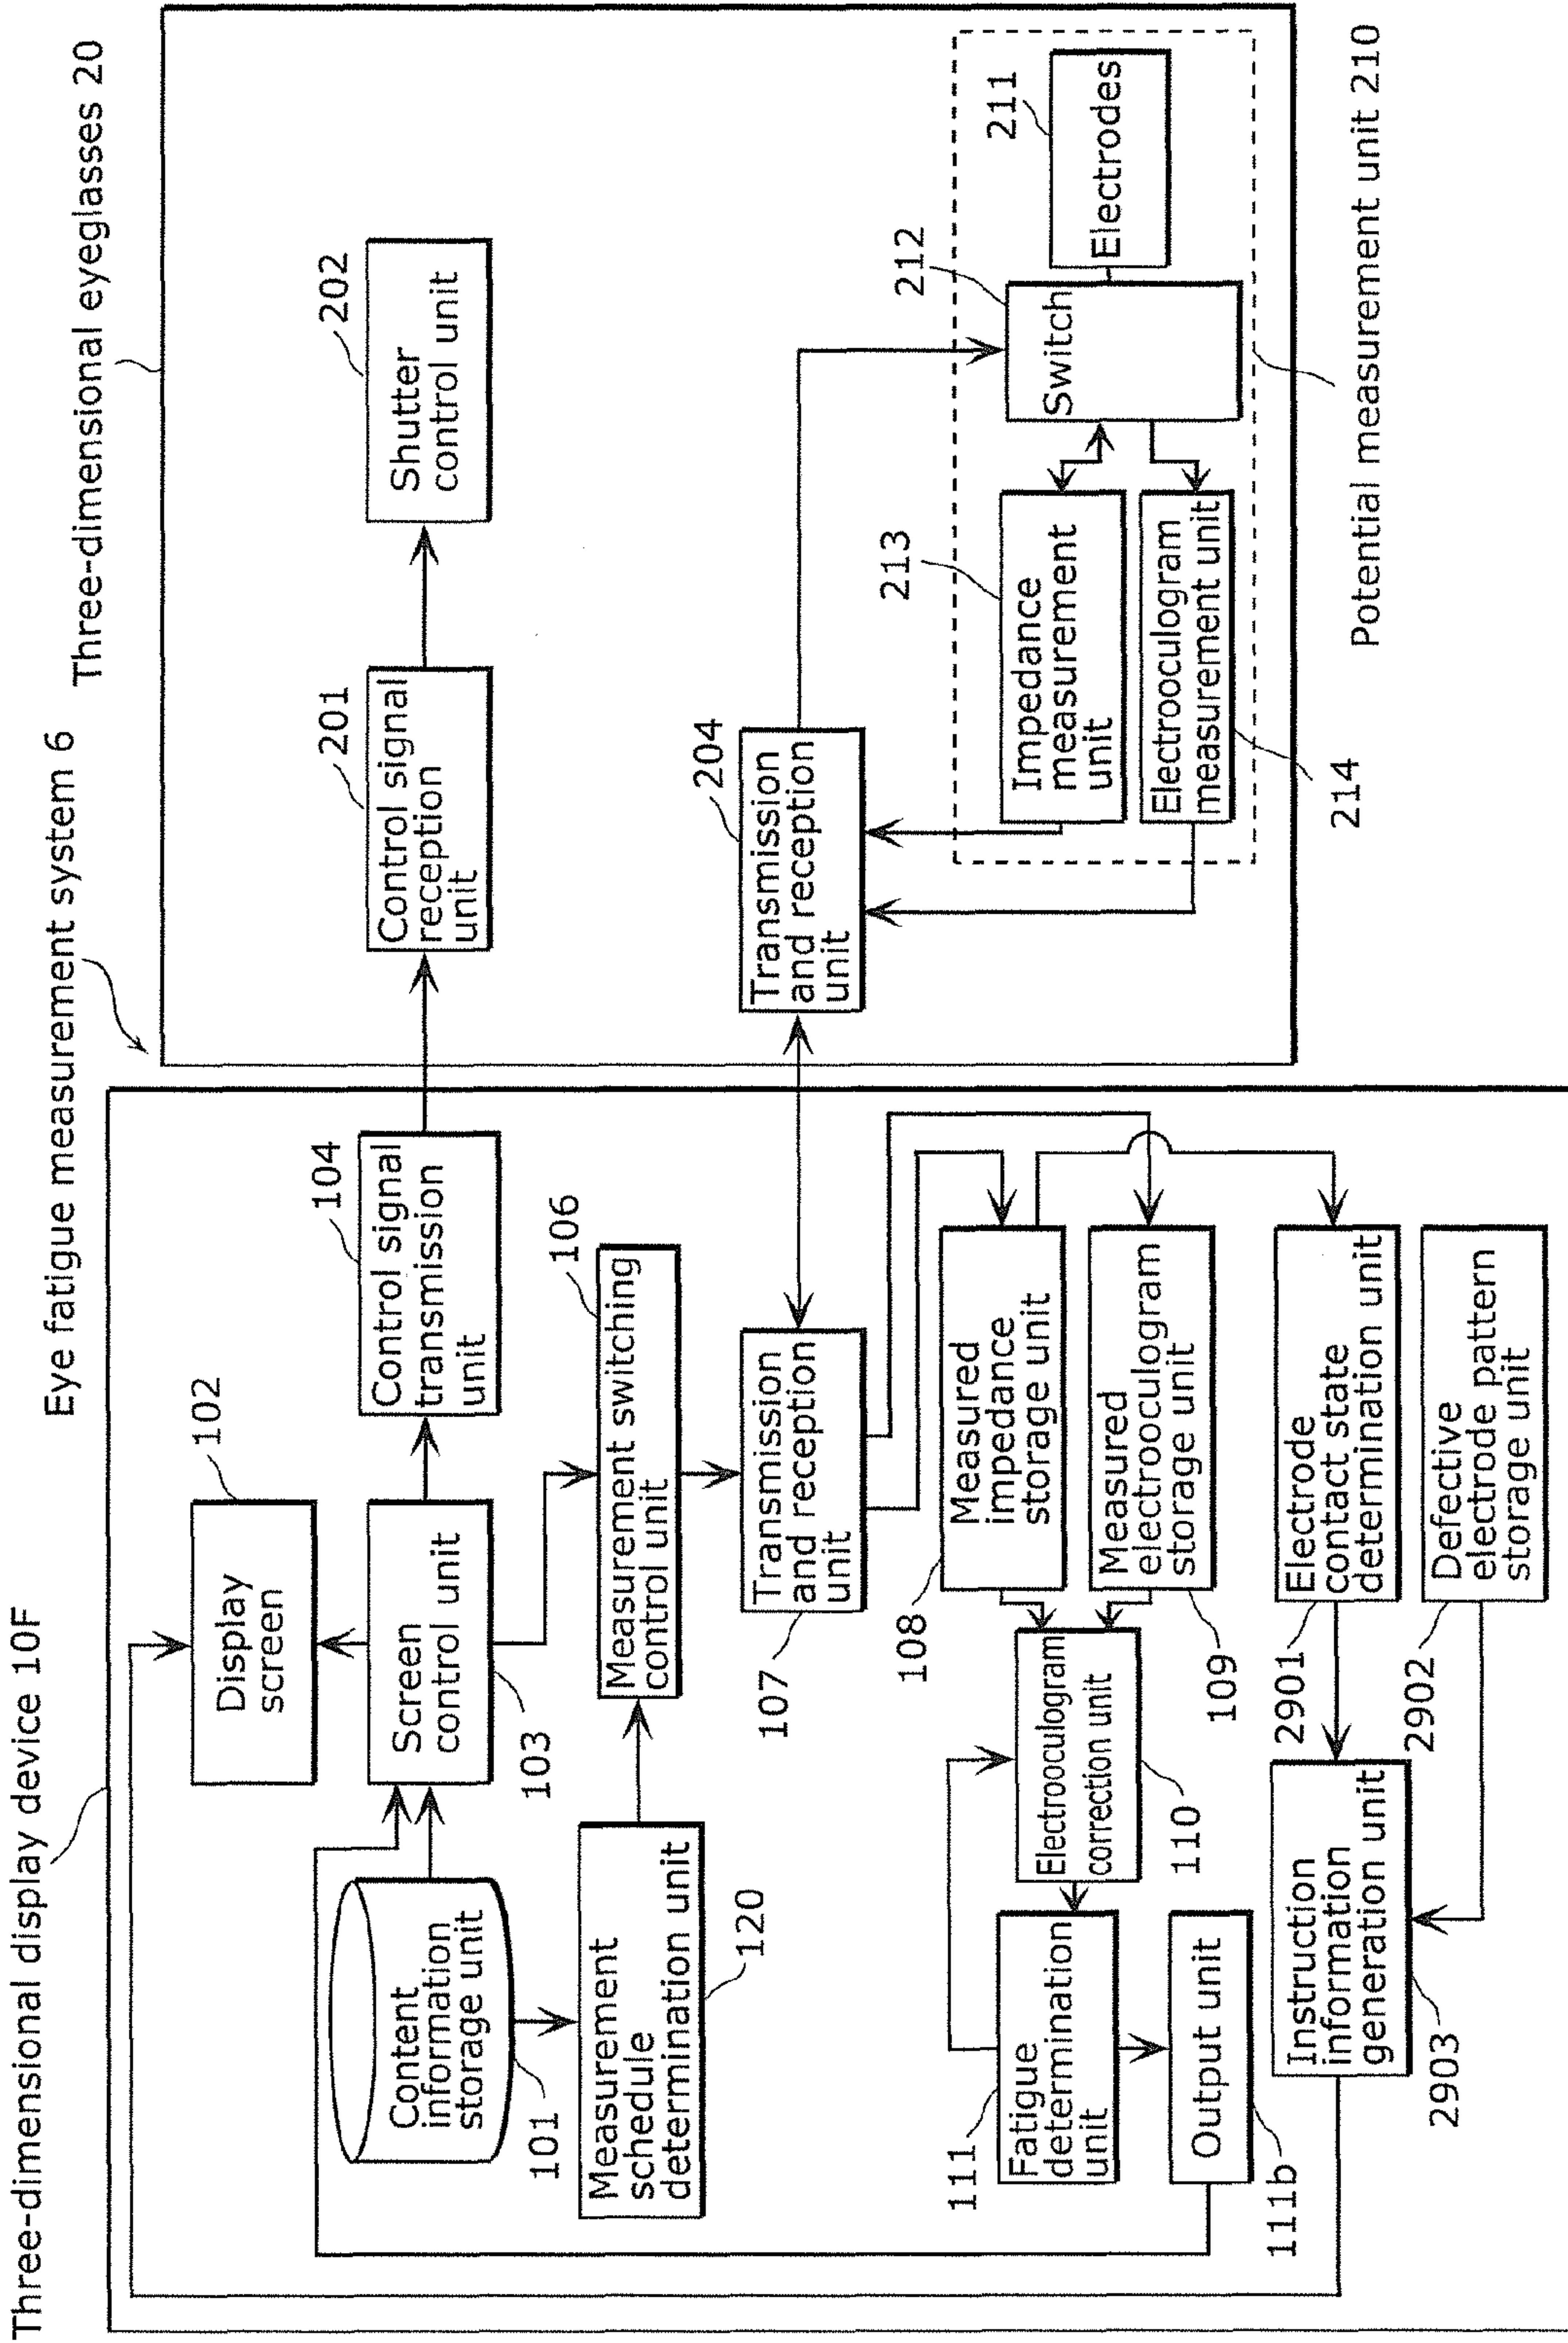 Eye fatigue measurement system 6
Three-dimensional display device 10F
Three-dimensional eyeglasses 20
102
Display
screen
104
Control signal
transmission
unit
201
Control signal
reception
unit
202
Shutter
control unit
Content
information
storage unit
101
Screen
control unit
103
106
Measurement switching
control unit
Measurement
schedule
determination unit
120
Transmission
and reception
unit
107
204
Transmission
and reception
unit
108
Measured
impedance
storage unit
Measured
electrooculogram
storage unit
109
Electrooculogram
correction unit
110
111
Fatigue
determination
unit
Output unit
111b
2901
Electrode
contact state
determination unit
2902
Defective
electrode pattern
storage unit
Instruction
information
generation unit
2903
213
Impedance
measurement
unit
Electrooculogram
measurement unit
214
212
Switch
211
Electrodes
Potential measurement unit 210